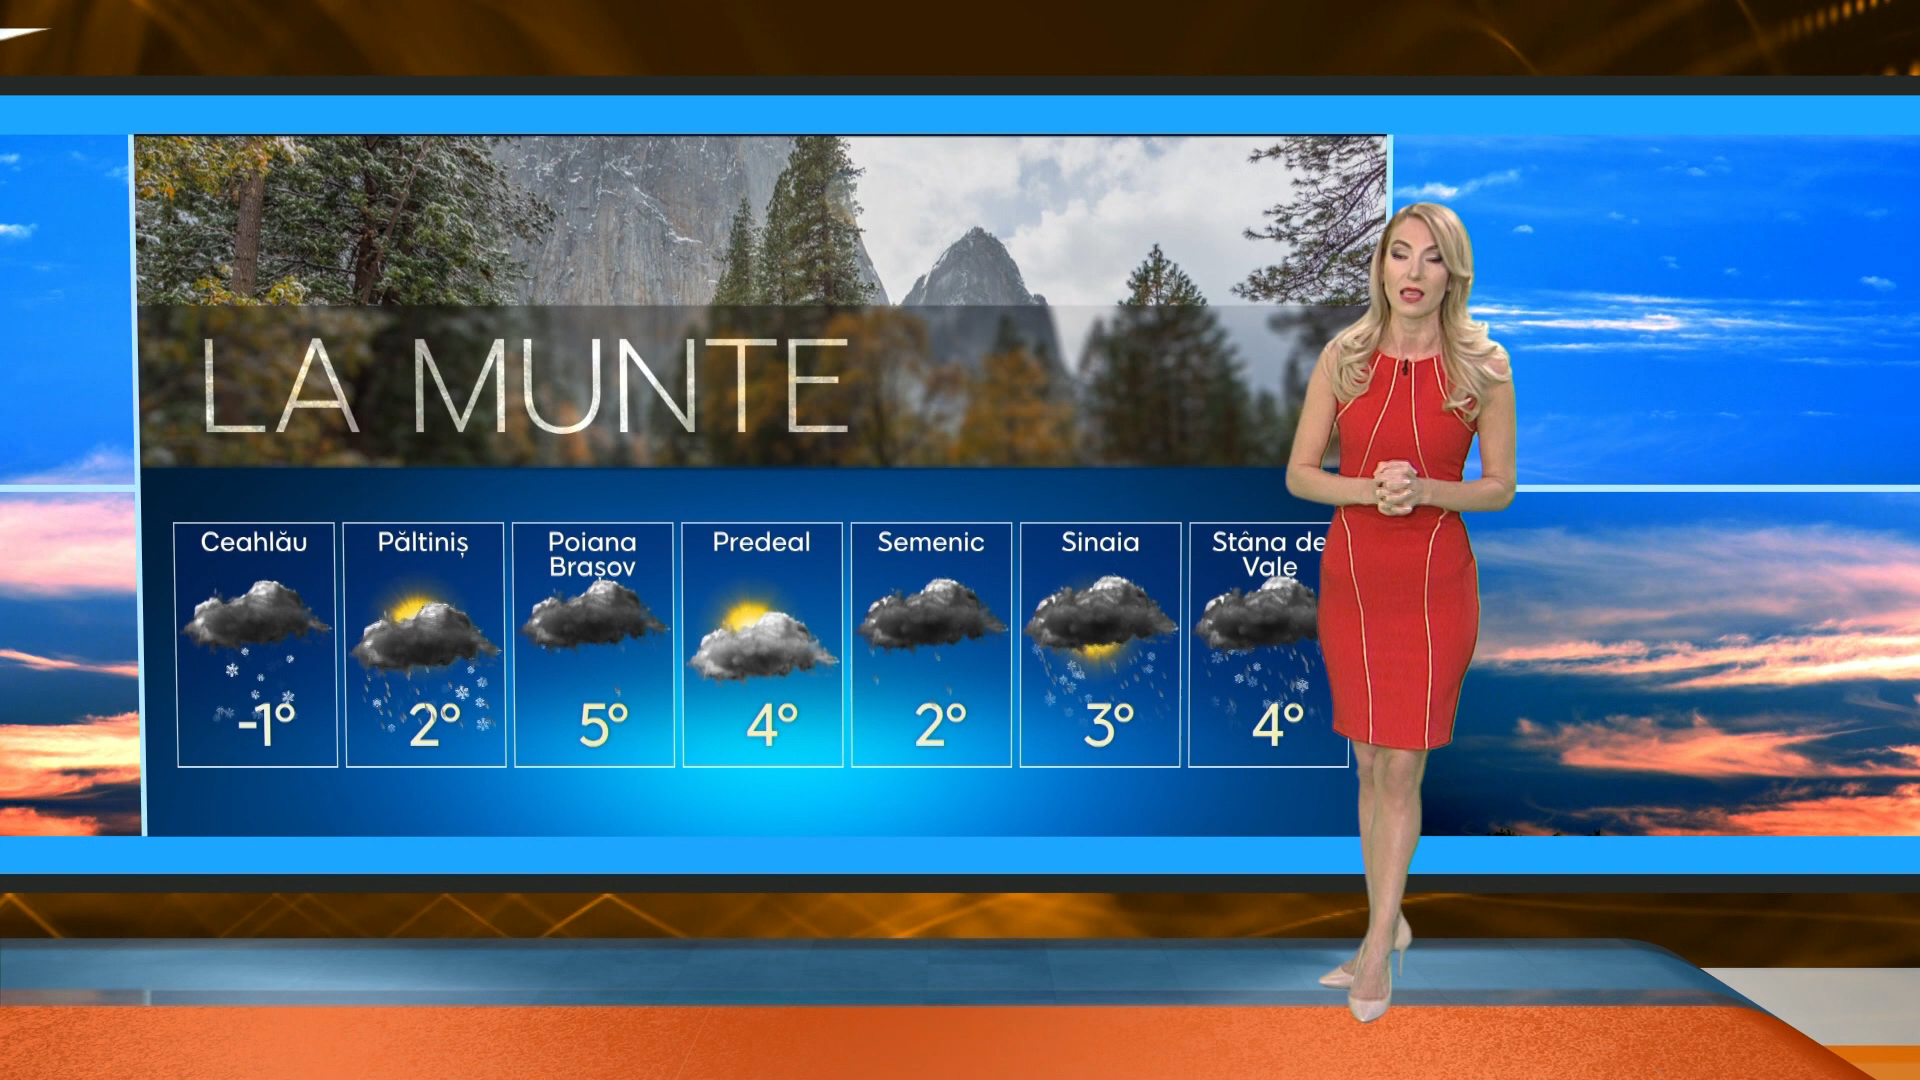 LA MUNTE
Ceahlău
Păltiniș
Poiana
Brașov
Predeal
Semenic
Sinaia
Stâna de
Vale
-1°
2°
5°
4°
2°
3°
4°